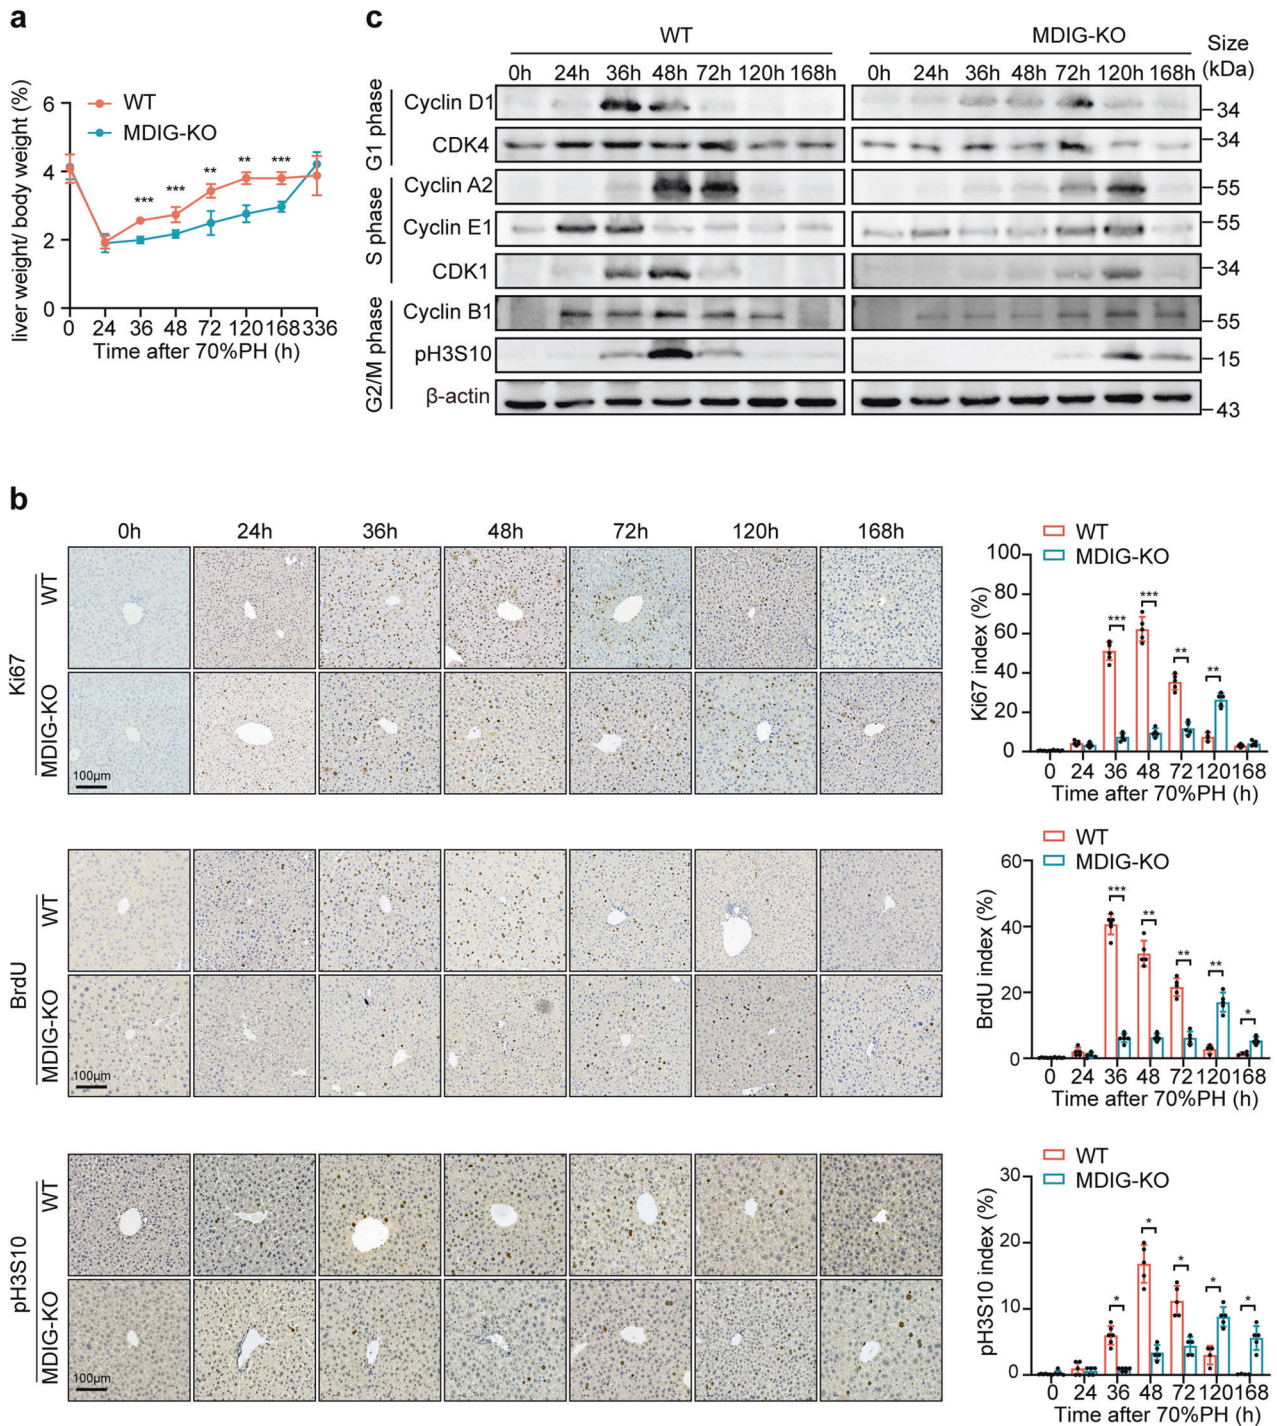 a
liver weight/ body weight (%)
WT
MDIG-KO
6
4
2
0
*** *** ** ** ***
0 24 36 48 72 120 168 336
Time after 70%PH (h)
c
WT MDIG-KO Size (kDa)
0h 24h 36h 48h 72h 120h 168h 0h 24h 36h 48h 72h 120h 168h
G1 phase
Cyclin D1 34
CDK4 34
S phase
Cyclin A2 55
Cyclin E1 55
CDK1 34
G2/M phase
Cyclin B1 55
pH3S10 15
β-actin 43
b
0h 24h 36h 48h 72h 120h 168h
Ki67
WT
MDIG-KO
100μm
WT
MDIG-KO
Ki67 index (%)
100
80
60
40
20
0
*** *** ** **
0 24 36 48 72 120 168
Time after 70%PH (h)
BrdU
WT
MDIG-KO
100μm
WT
MDIG-KO
BrdU index (%)
60
40
20
0
*** ** ** ** *
0 24 36 48 72 120 168
Time after 70%PH (h)
pH3S10
WT
MDIG-KO
100μm
WT
MDIG-KO
pH3S10 index (%)
30
20
10
0
* * * * *
0 24 36 48 72 120 168
Time after 70%PH (h)